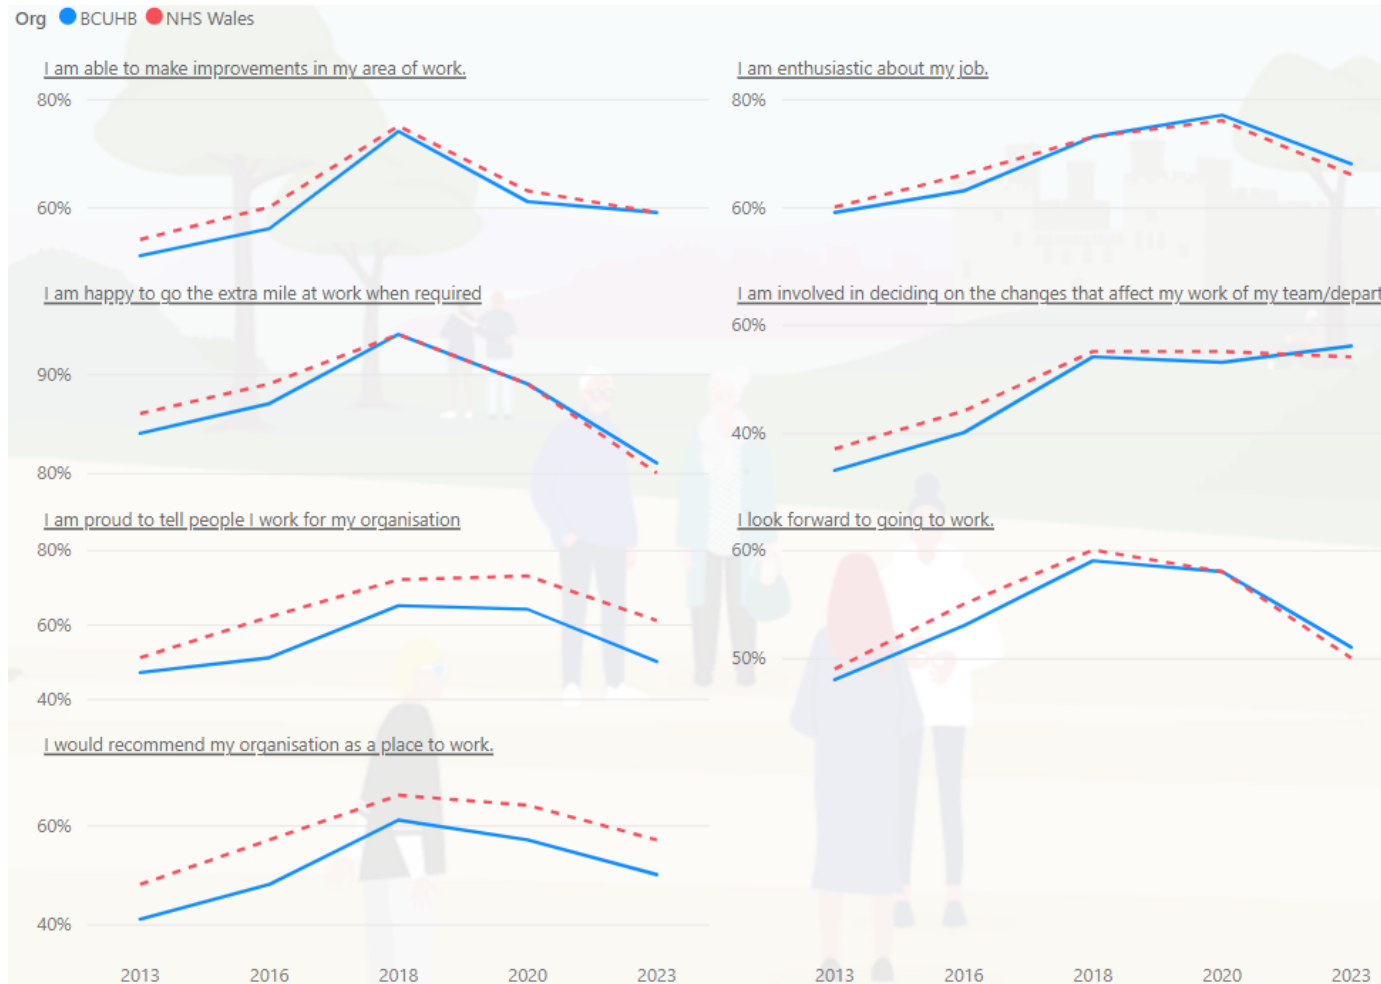 Org BCUHB NHS Wales
I am able to make improvements in my area of work.
80%
60%
I am enthusiastic about my job.
80%
60%
I am happy to go the extra mile at work when required
90%
80%
I am involved in deciding on the changes that affect my work of my team/depart
60%
40%
I am proud to tell people I work for my organisation
80%
60%
40%
I look forward to going to work.
60%
50%
I would recommend my organisation as a place to work.
60%
40%
2013 2016 2018 2020 2023
2013 2016 2018 2020 2023